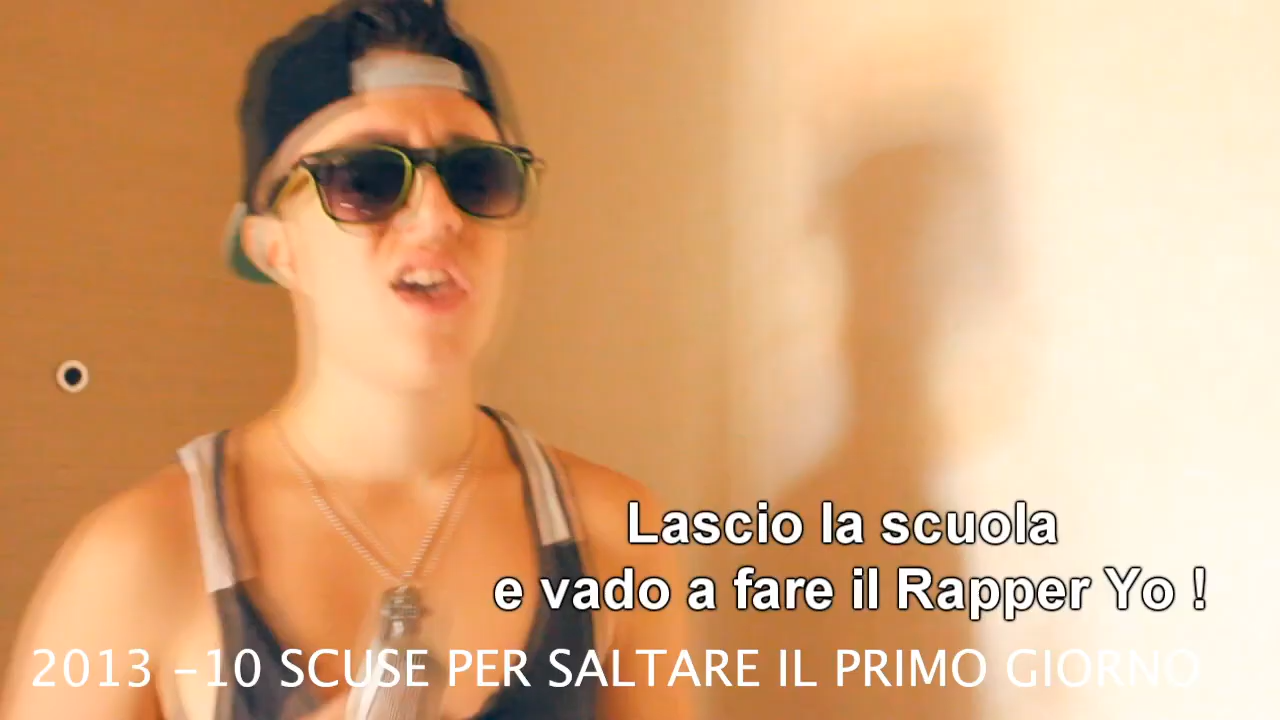 Lascio la scuola
e vado a fare il Rapper Yo !
2013 -10 SCUSE PER SALTARE IL PRIMO GIORNO